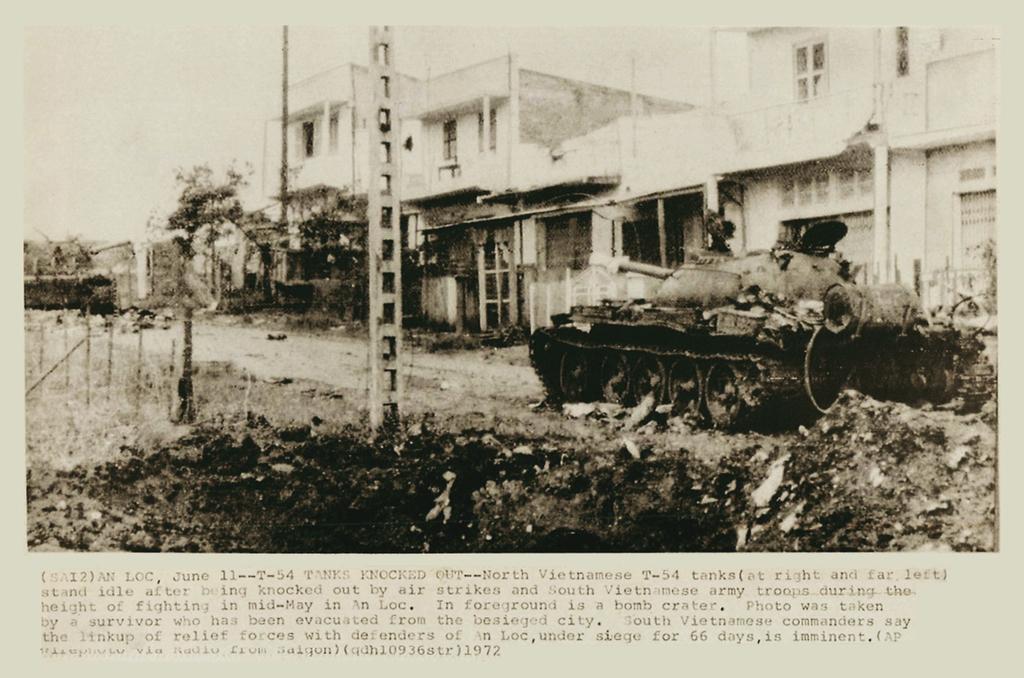 (SAI2)AN LOC, June 11--T-54 TANKS KNOCKED OUT--North Vietnamese T-54 tanks(at right and far left)
stand idle after being knocked out by air strikes and South Vietnamese army troops during the
height of fighting in mid-May in An Loc. In foreground is a bomb crater. Photo was taken
by a survivor who has been evacuated from the besieged city. South Vietnamese commanders say
the linkup of relief forces with defenders of An Loc,under siege for 66 days,is imminent.(AP
Wirephoto via Radio from Saigon)(qdh10936str)1972